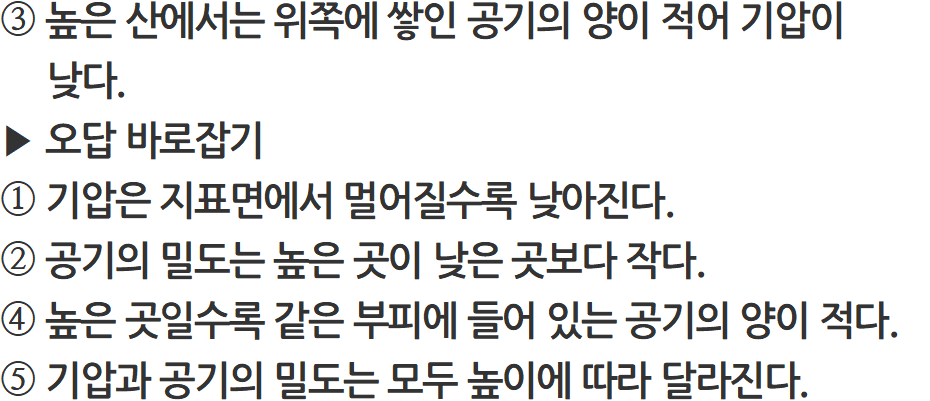 ③ 높은 산에서는 위쪽에 쌓인 공기의 양이 적어 기압이
낮다.
▶ 오답 바로잡기
① 기압은 지표면에서 멀어질수록 낮아진다.
② 공기의 밀도는 높은 곳이 낮은 곳보다 작다.
④ 높은 곳일수록 같은 부피에 들어 있는 공기의 양이 적다.
⑤ 기압과 공기의 밀도는 모두 높이에 따라 달라진다.